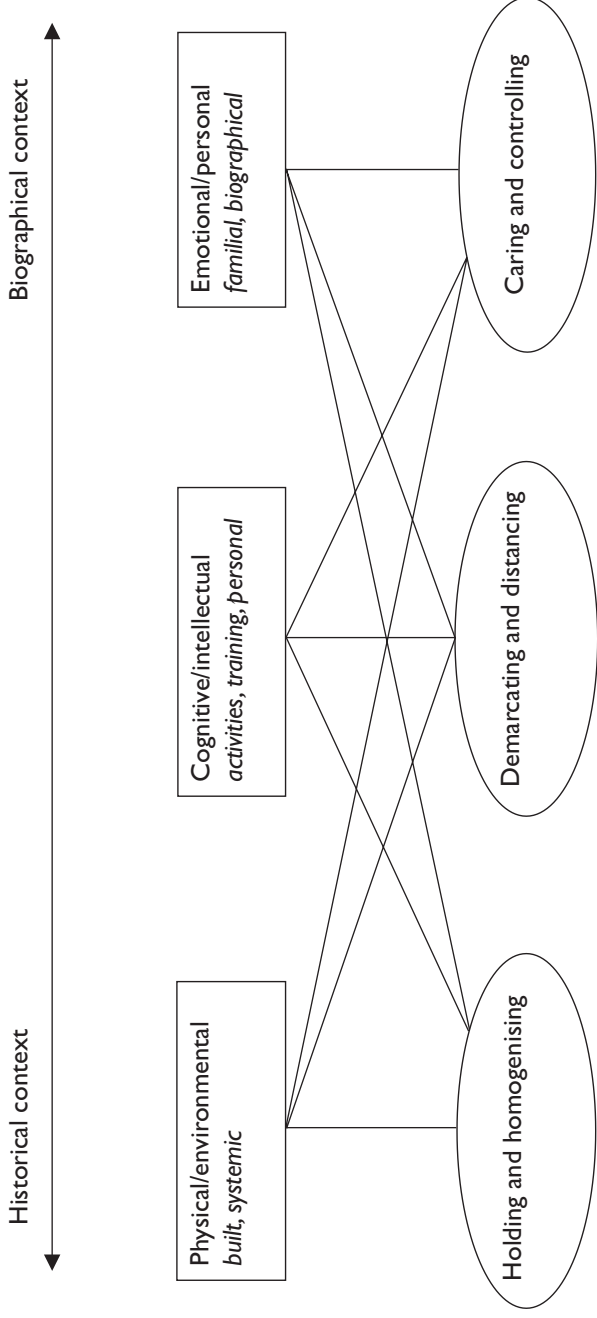 Historical context
Biographical context
Physical/environmental
built, systemic
Cognitive/intellectual
activities, training, personal
Emotional/personal
familial, biographical
Holding and homogenising
Demarcating and distancing
Caring and controlling